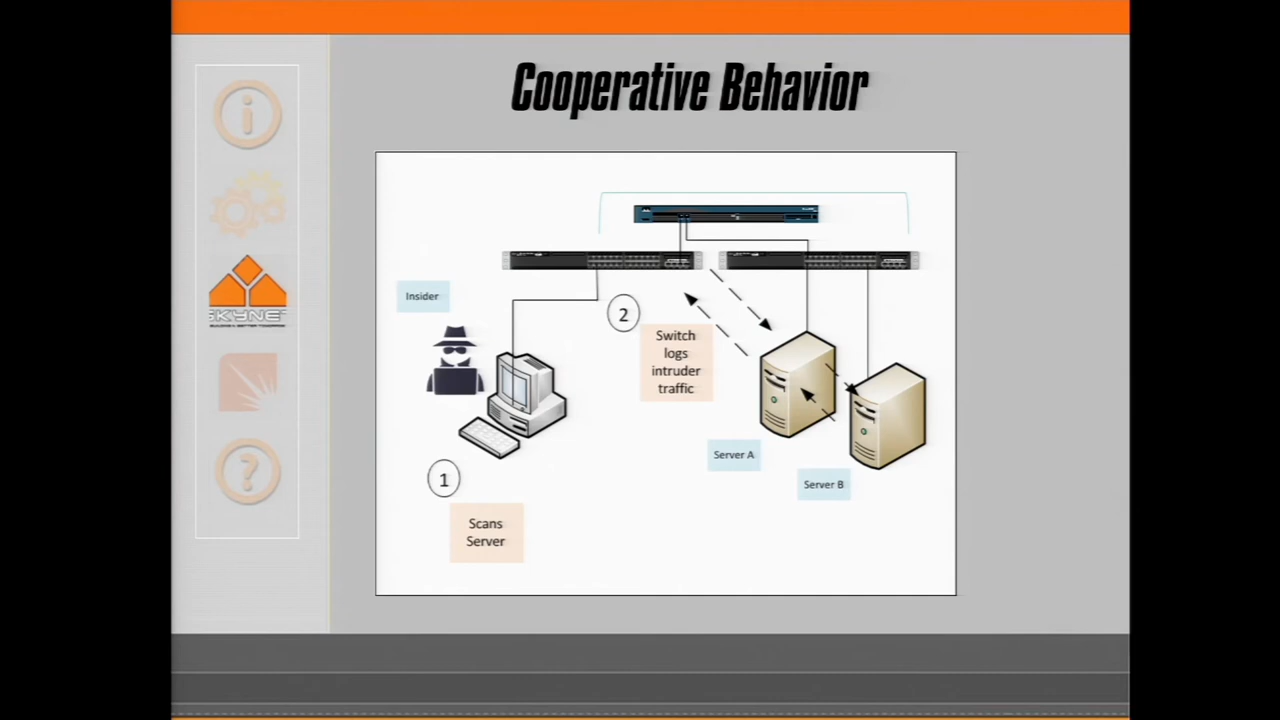 Cooperative Behavior
Insider
2
Switch
logs
intruder
traffic
1
Scans
Server
Server A
Server B
SKYNET